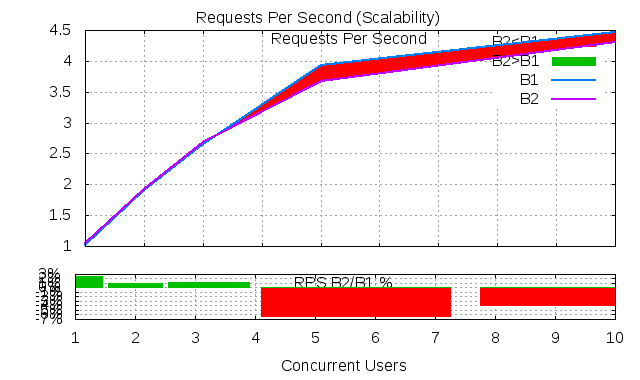 Requests Per Second (Scalability)
4.5
Requests Per Second
B2<B1
4
B2>B1
3.5
B1
B2
3
2.5
2
1.5
1
3%
RPS B2/B1 %
-7%
1 2 3 4 5 6 7 8 9 10
Concurrent Users